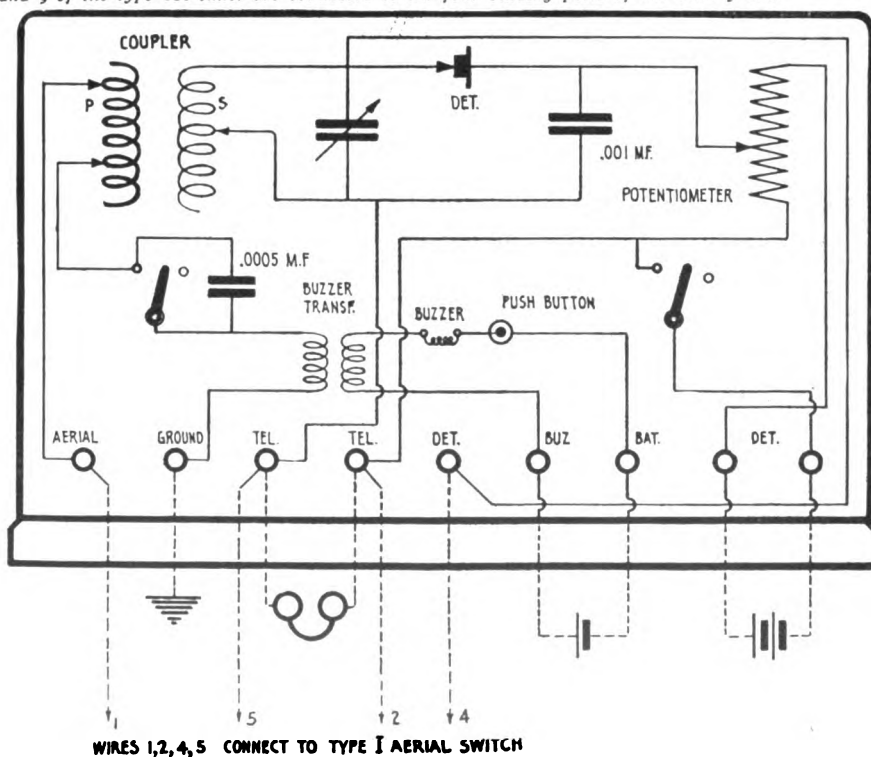 COUPLER
P
S
DET.
.001 M.F.
POTENTIOMETER
.0005 M.F
BUZZER
TRANSF.
BUZZER
PUSH BUTTON
AERIAL
GROUND
TEL.
TEL.
DET.
BUZ
BAT.
DET.
1
5
2
4
WIRES 1,2,4,5 CONNECT TO TYPE I AERIAL SWITCH